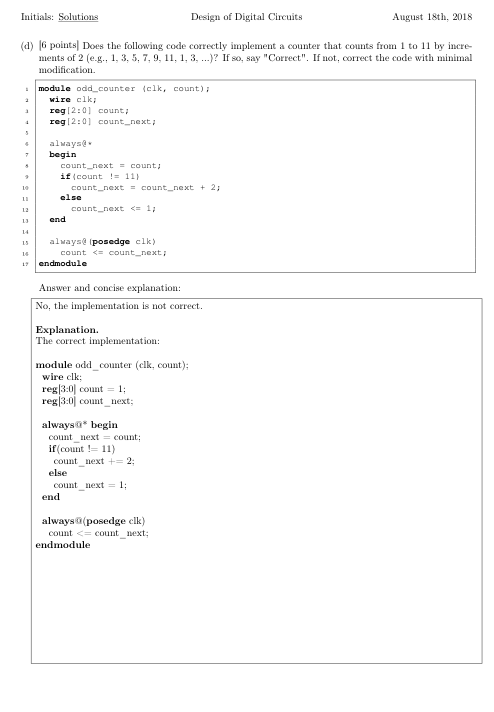 Initials: Solutions Design of Digital Circuits August 18th, 2018
(d) [6 points] Does the following code correctly implement a counter that counts from 1 to 11 by incre-
ments of 2 (e.g., 1, 3, 5, 7, 9, 11, 1, 3, ...)? If so, say "Correct". If not, correct the code with minimal
modification.
1 module odd_counter (clk, count);
2 wire clk;
3 reg[2:0] count;
4 reg[2:0] count_next;
5
6 always@*
7 begin
8 count_next = count;
9 if(count != 11)
10 count_next = count_next + 2;
11 else
12 count_next <= 1;
13 end
14
15 always@(posedge clk)
16 count <= count_next;
17 endmodule
Answer and concise explanation:
No, the implementation is not correct.
Explanation.
The correct implementation:
module odd_counter (clk, count);
wire clk;
reg[3:0] count = 1;
reg[3:0] count_next;
always@* begin
count_next = count;
if(count != 11)
count_next += 2;
else
count_next = 1;
end
always@(posedge clk)
count <= count_next;
endmodule